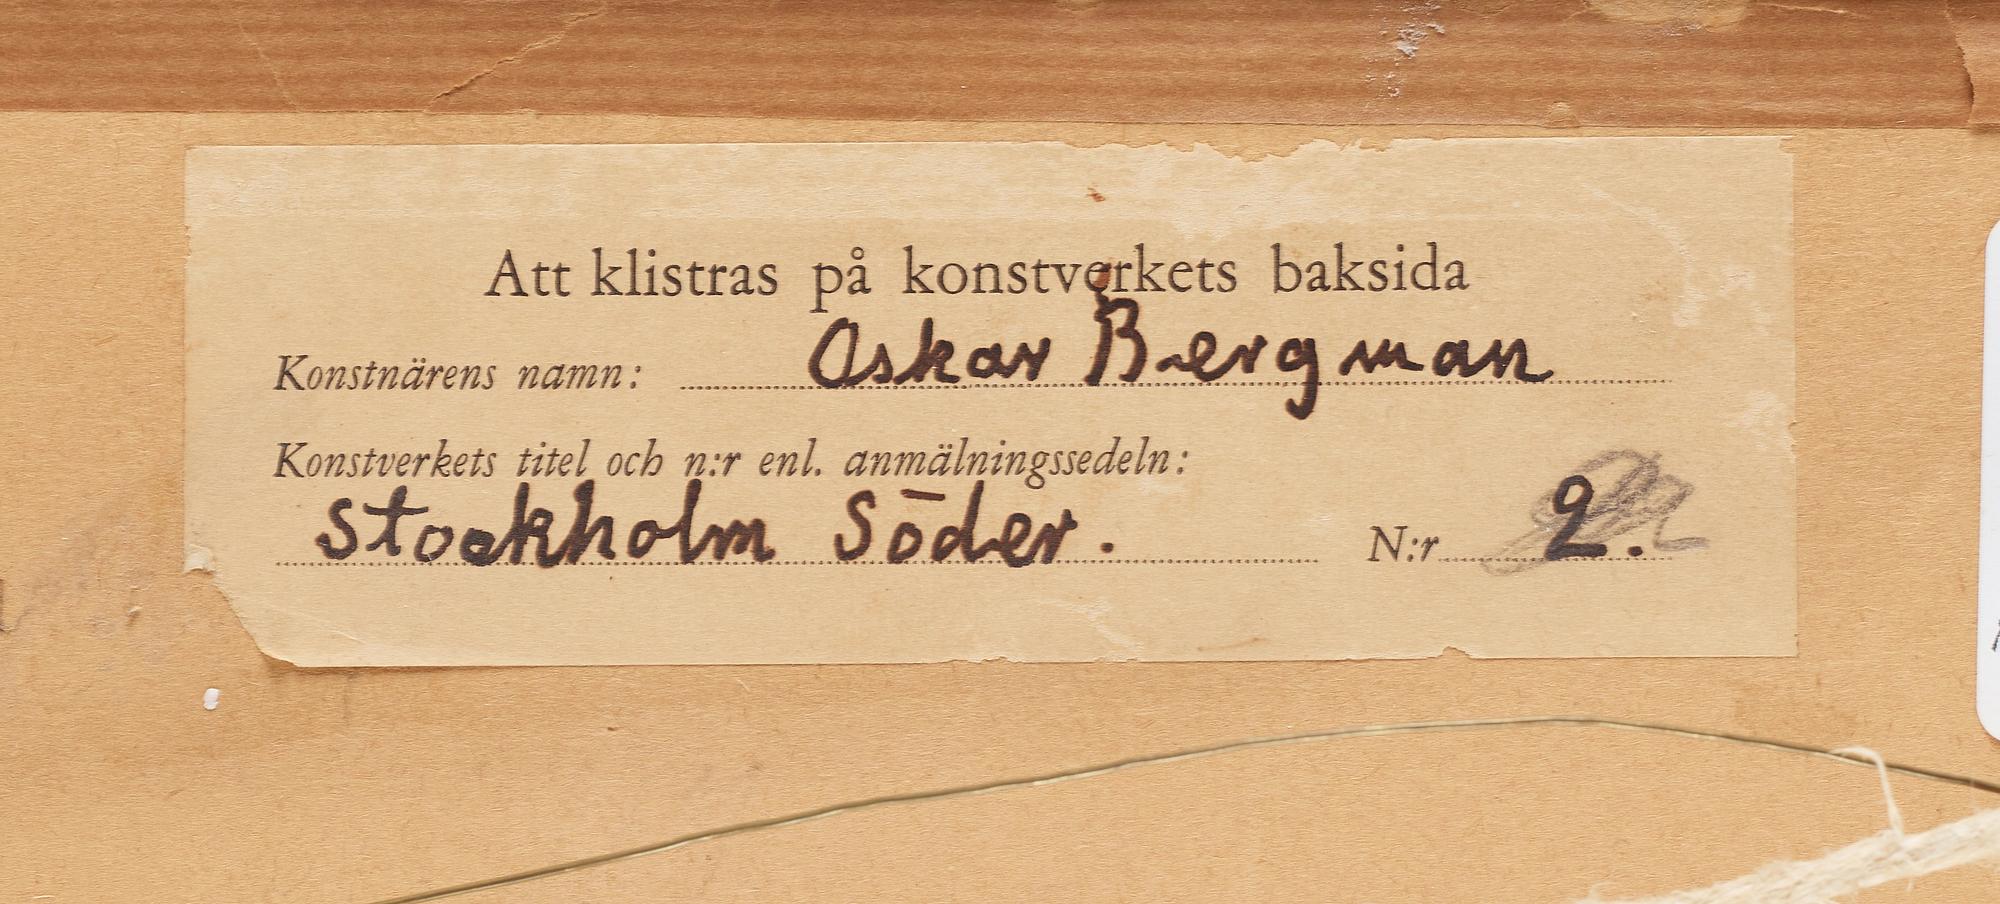 Att klistras på konstverkets baksida
Konstnärens namn: Oskar Bergman
Konstverkets titel och n:r enl. anmälningssedeln:
Stockholm Söder. N:r 2.